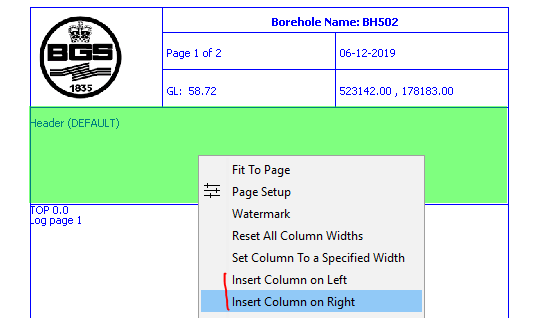 BGS
1835
Borehole Name: BH502
Page 1 of 2
06-12-2019
GL: 58.72
523142.00 , 178183.00
Header (DEFAULT)
TOP 0.0
Log page 1
Fit To Page
Page Setup
Watermark
Reset All Column Widths
Set Column To a Specified Width
Insert Column on Left
Insert Column on Right